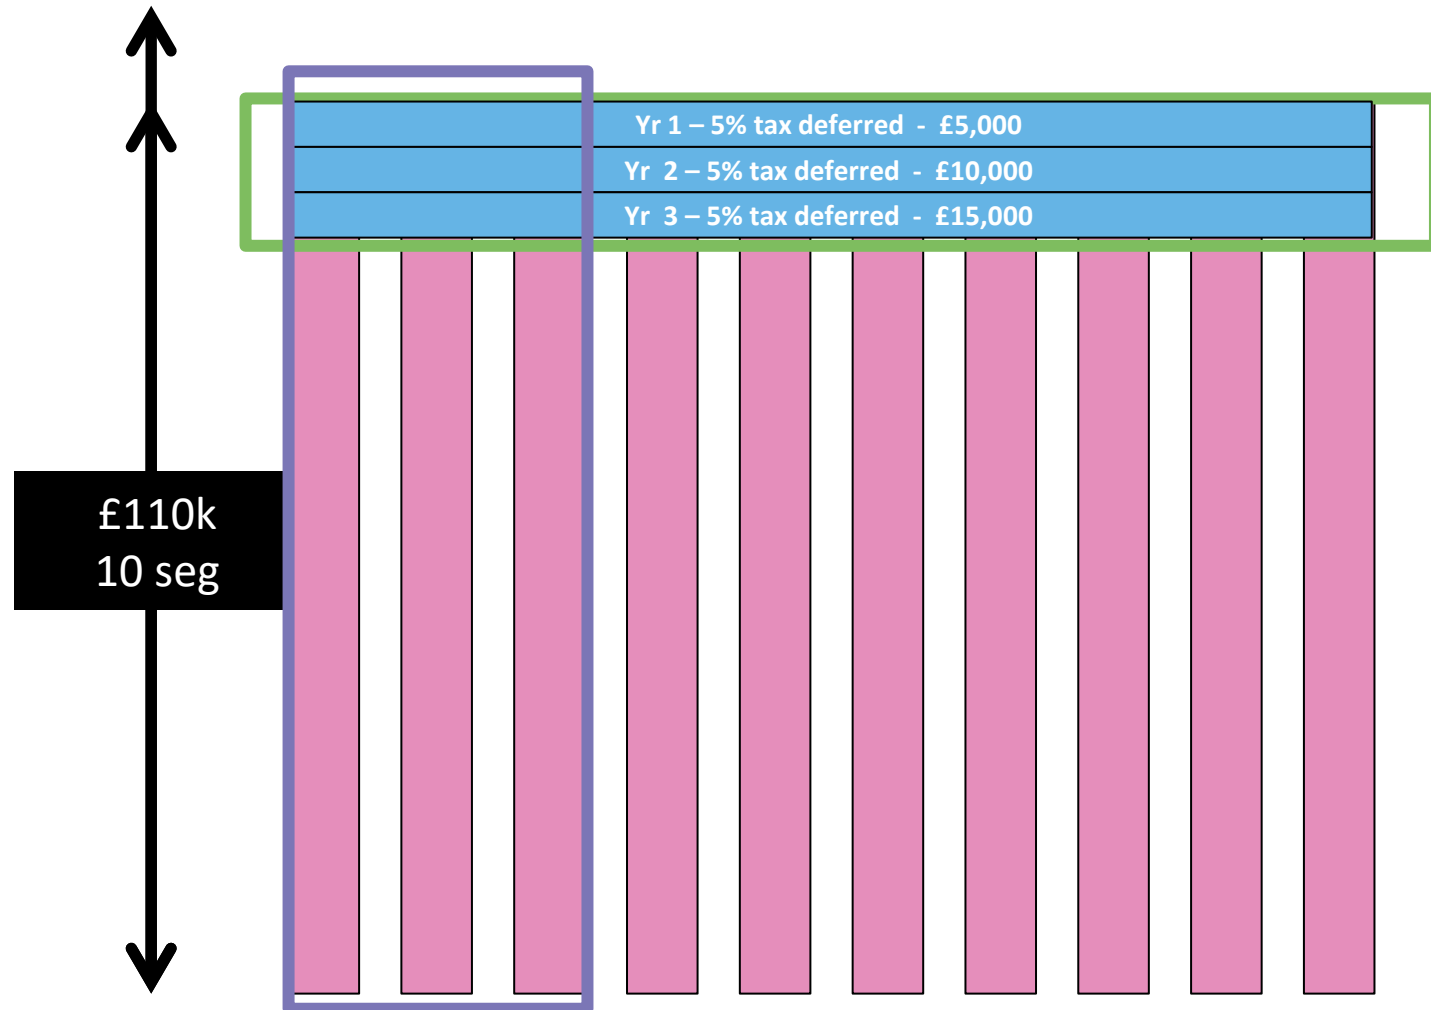 Yr 1 – 5% tax deferred - £5,000
Yr 2 – 5% tax deferred - £10,000
Yr 3 – 5% tax deferred - £15,000
£110k
10 seg